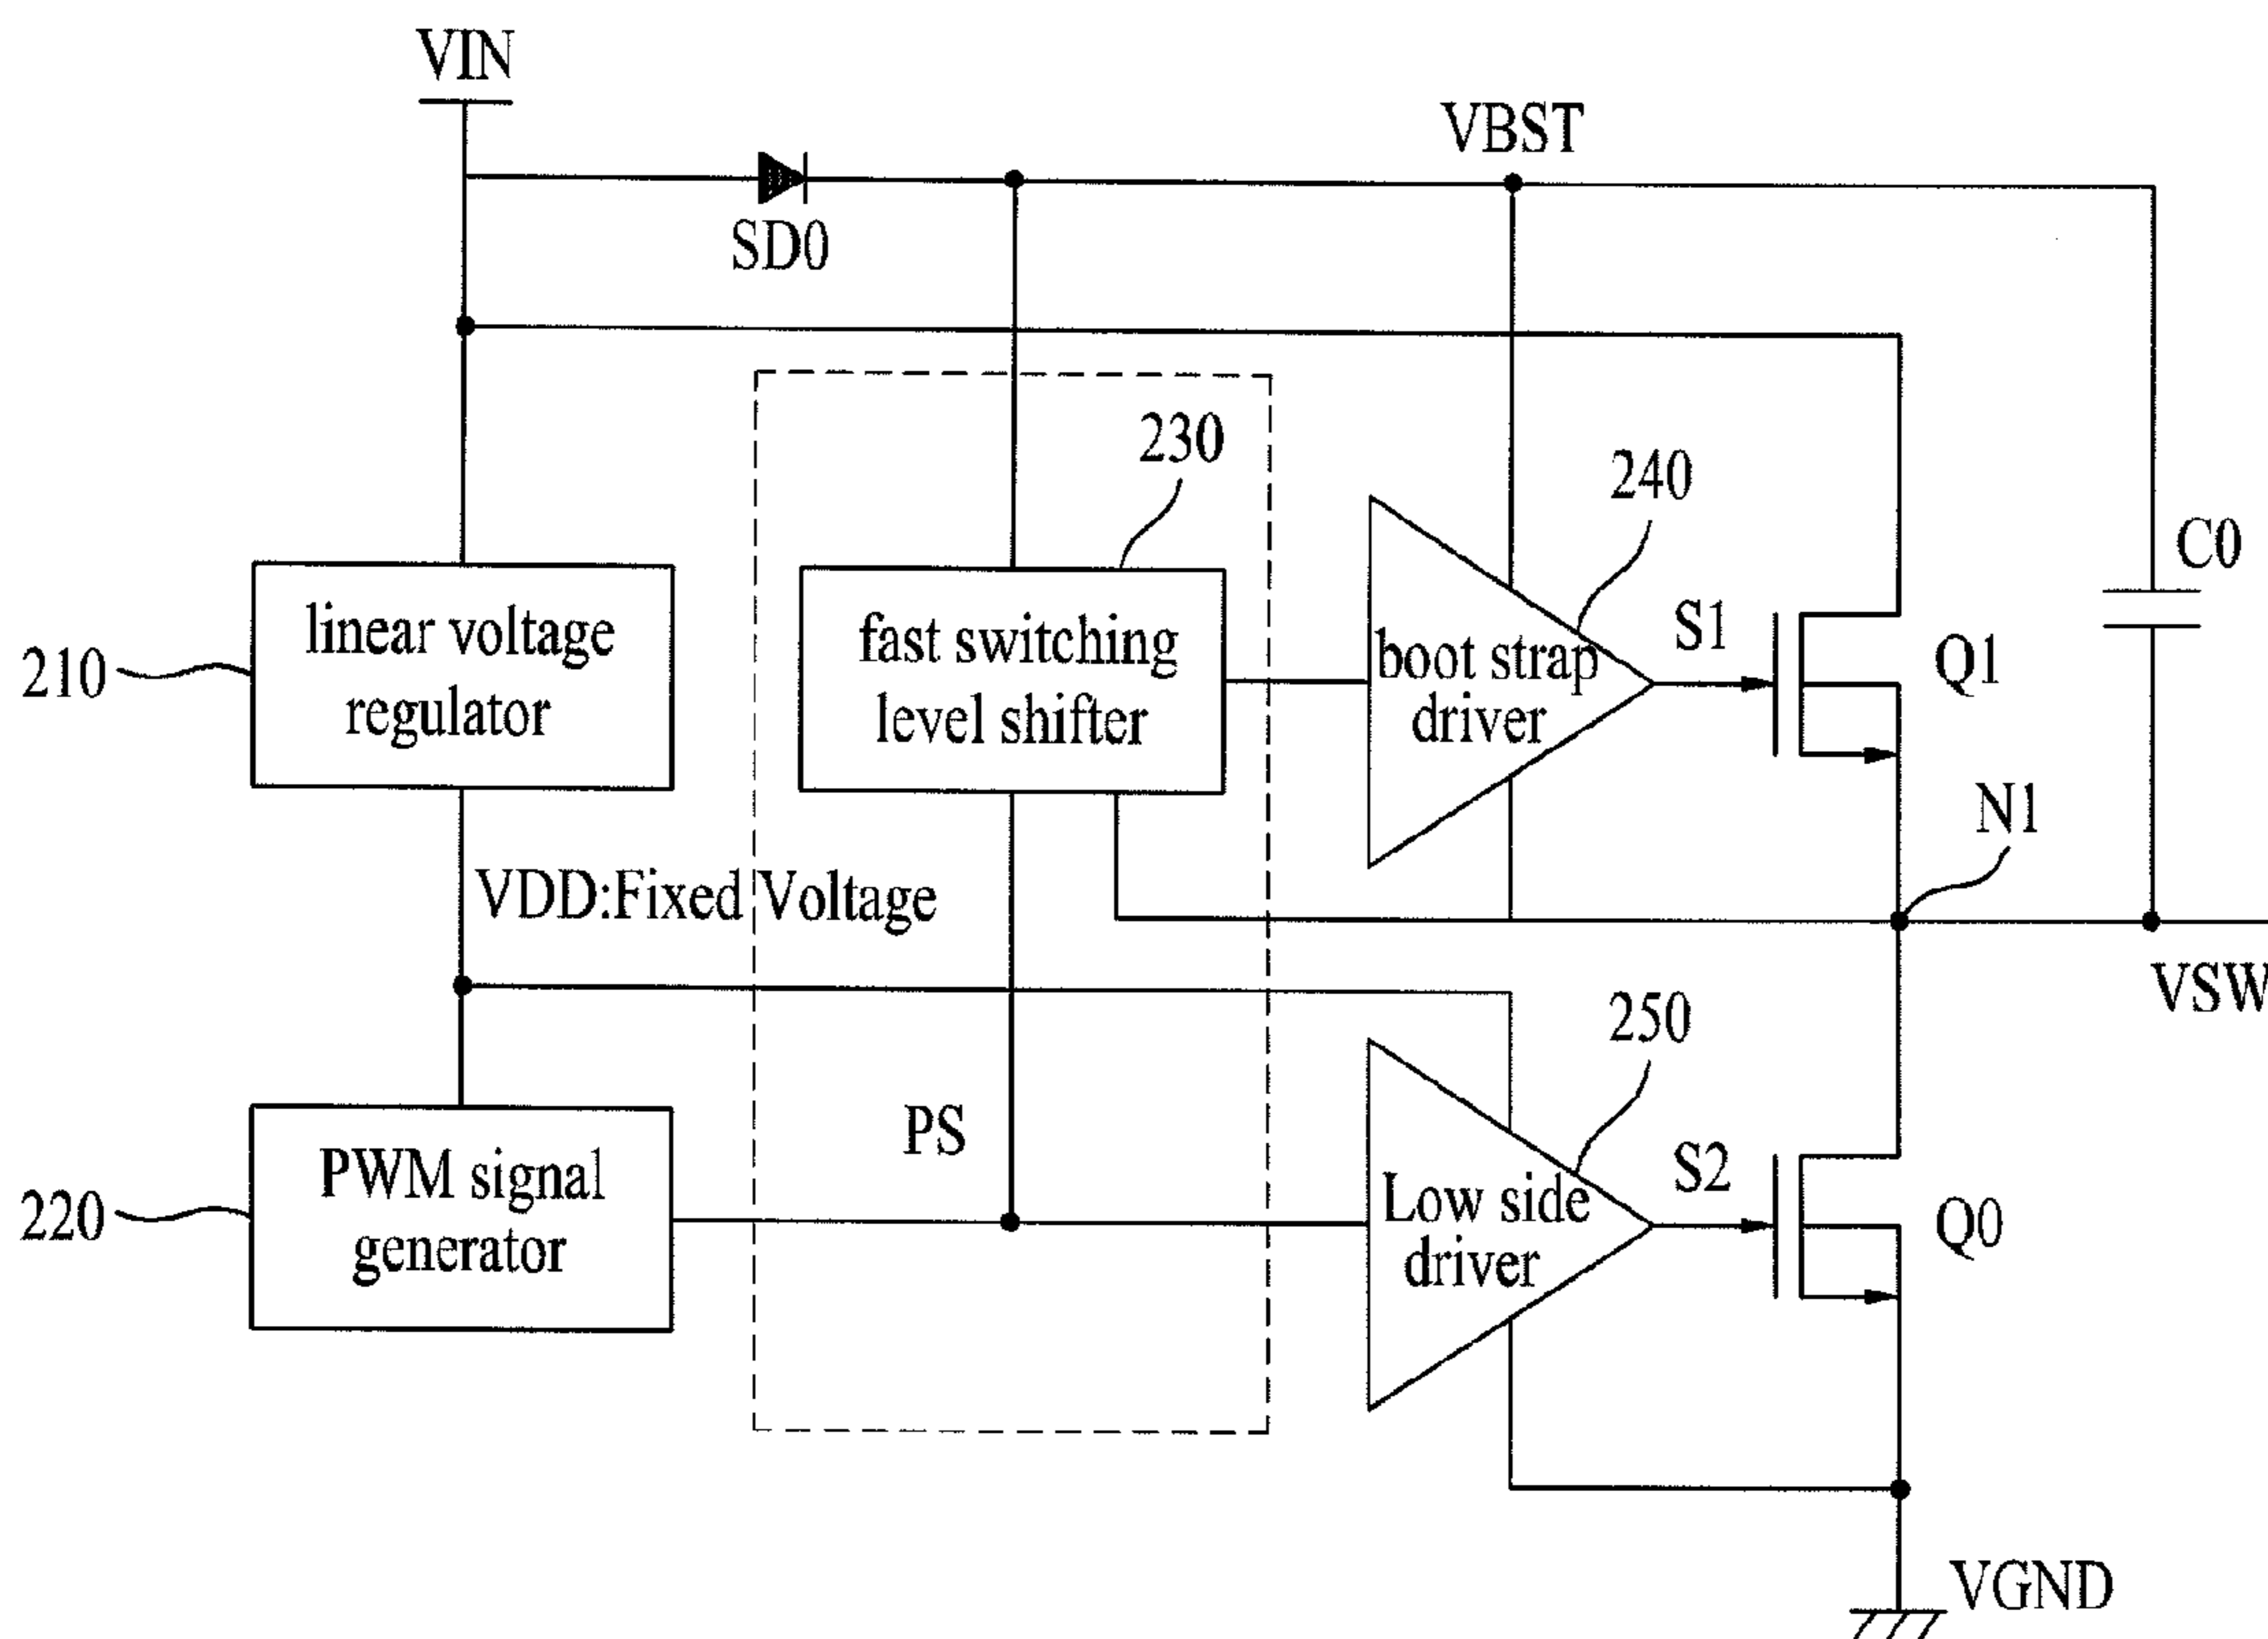 VIN
VBST
SD0
230
240
C0
210
linear voltage
regulator
fast switching
level shifter
boot strap
driver
S1
Q1
N1
VDD:Fixed Voltage
VSW
250
PS
220
PWM signal
generator
Low side
driver
S2
Q0
VGND